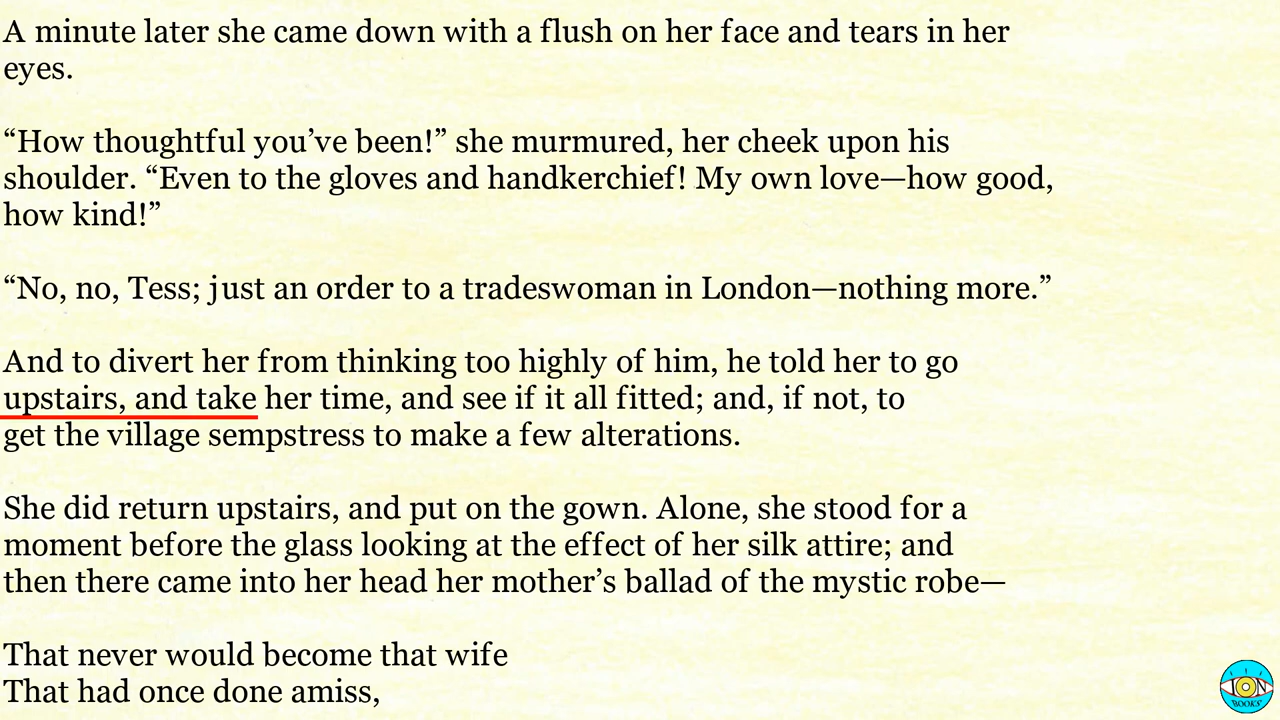 A minute later she came down with a flush on her face and tears in her
eyes.
“How thoughtful you’ve been!” she murmured, her cheek upon his
shoulder. “Even to the gloves and handkerchief! My own love—how good,
how kind!”
“No, no, Tess; just an order to a tradeswoman in London—nothing more.”
And to divert her from thinking too highly of him, he told her to go
upstairs, and take her time, and see if it all fitted; and, if not, to
get the village sempstress to make a few alterations.
She did return upstairs, and put on the gown. Alone, she stood for a
moment before the glass looking at the effect of her silk attire; and
then there came into her head her mother’s ballad of the mystic robe—
That never would become that wife
That had once done amiss,
ION
BOOKS